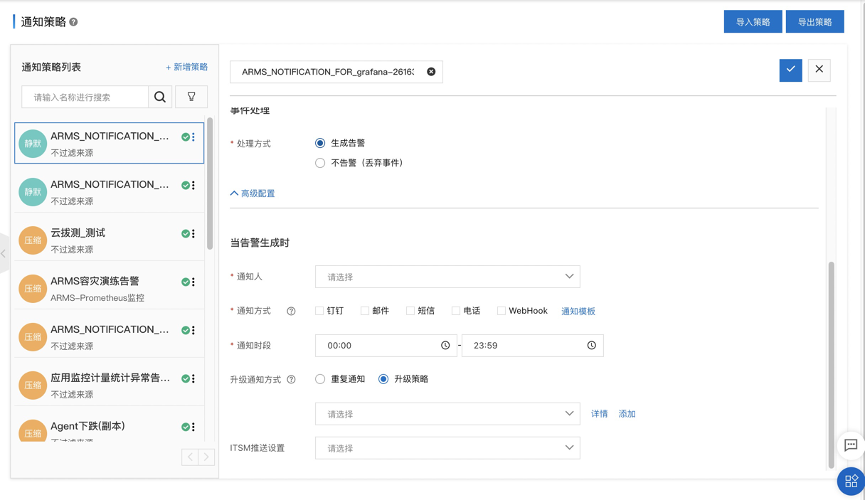 通知策略
导入策略
导出策略
通知策略列表
+ 新增策略
请输入名称进行搜索
静默
ARMS_NOTIFICATION_...
不过滤来源
静默
ARMS_NOTIFICATION_...
不过滤来源
压缩
云拨测_测试
不过滤来源
压缩
ARMS容灾演练告警
ARMS-Prometheus监控
压缩
ARMS_NOTIFICATION_...
不过滤来源
压缩
应用监控计量统计异常告...
不过滤来源
压缩
Agent下跌(副本)
不过滤来源
ARMS_NOTIFICATION_FOR_grafana-2616
事件处理
* 处理方式
生成告警
不告警（丢弃事件）
高级配置
当告警生成时
* 通知人
请选择
* 通知方式
钉钉
邮件
短信
电话
WebHook
通知模板
* 通知时段
00:00
-
23:59
升级通知方式
重复通知
升级策略
请选择
详情
添加
ITSM推送设置
请选择